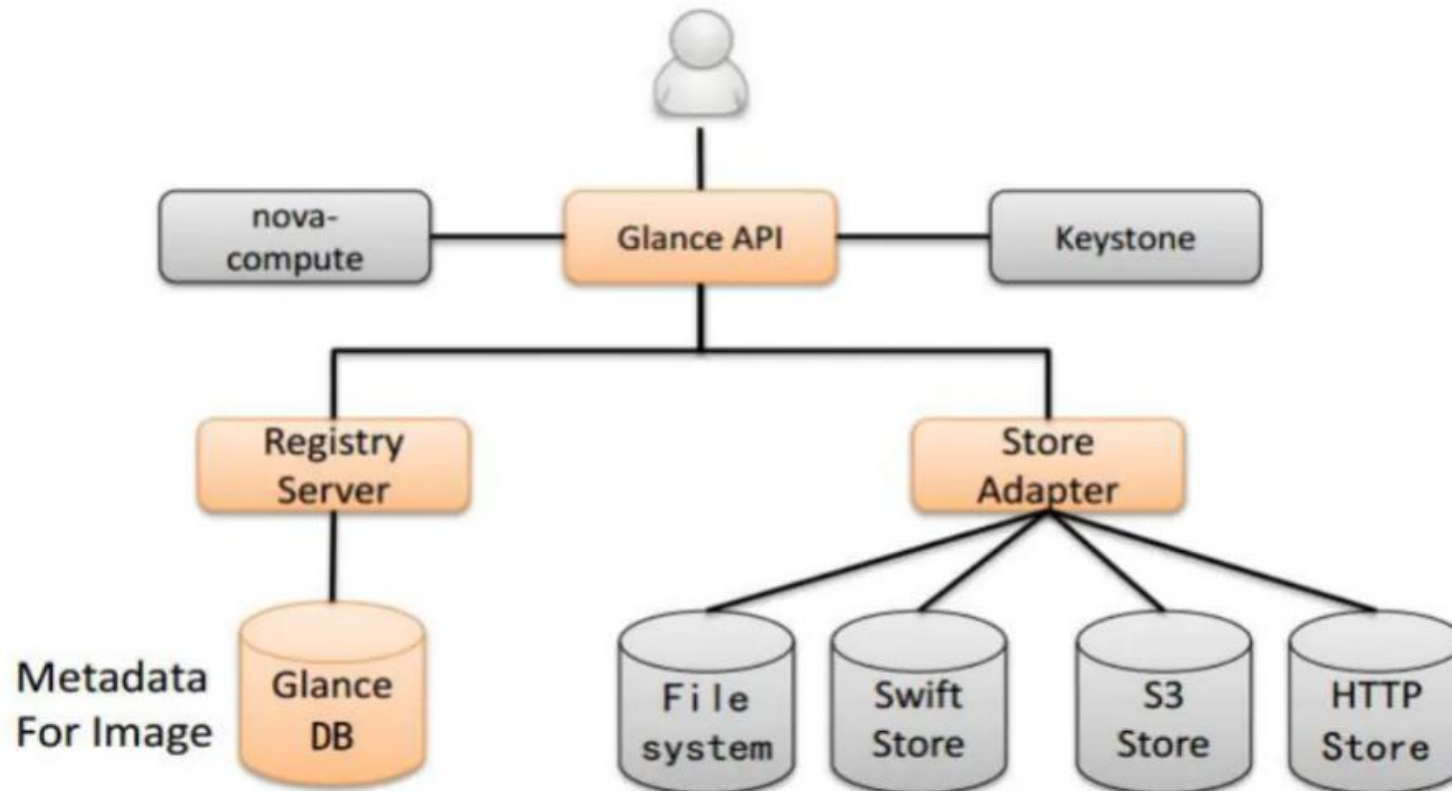 nova-
compute
Glance API
Keystone
Registry
Server
Store
Adapter
Metadata
For Image
Glance
DB
File
system
Swift
Store
S3
Store
HTTP
Store